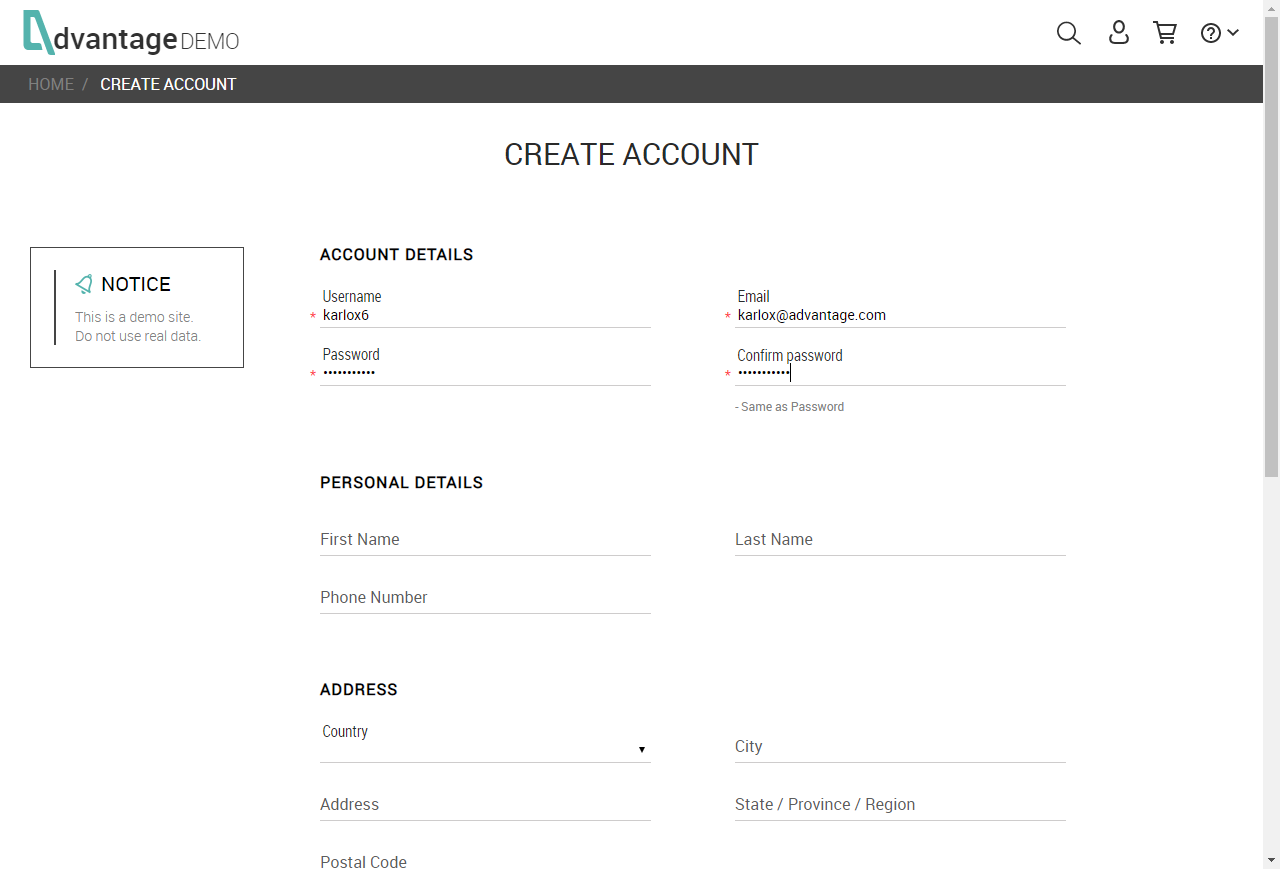 dvantage DEMO
HOME / CREATE ACCOUNT
CREATE ACCOUNT
NOTICE
This is a demo site.
Do not use real data.
ACCOUNT DETAILS
Username
* karlox6
Email
* karlox@advantage.com
Password
* •••••••••••
Confirm password
* •••••••••••
- Same as Password
PERSONAL DETAILS
First Name
Last Name
Phone Number
ADDRESS
Country
City
Address
State / Province / Region
Postal Code